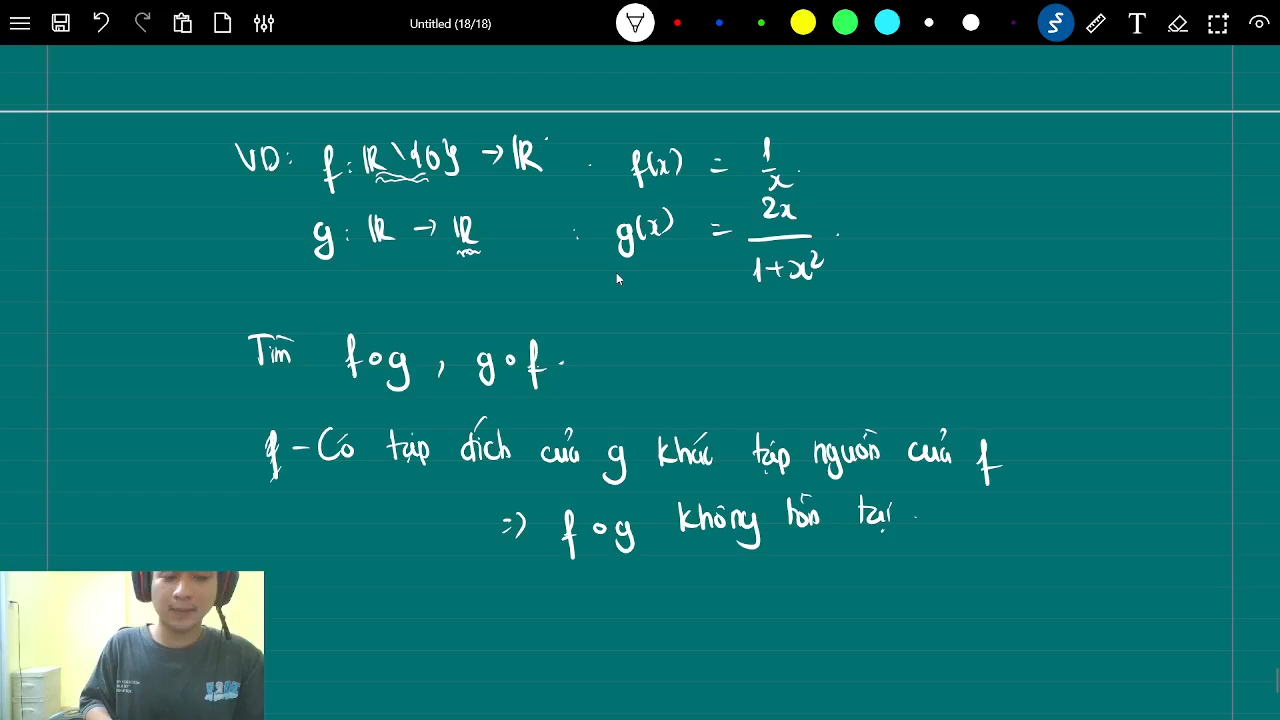 Untitled (18/18)
VD: f: ℝ \ {0} → ℝ . f(x) = 1/x.
g: ℝ → ℝ : g(x) = 2x/(1+x²).
Tìm f∘g, g∘f.
f - Có tập đích của g khác tập nguồn của f
=> f∘g không tồn tại.